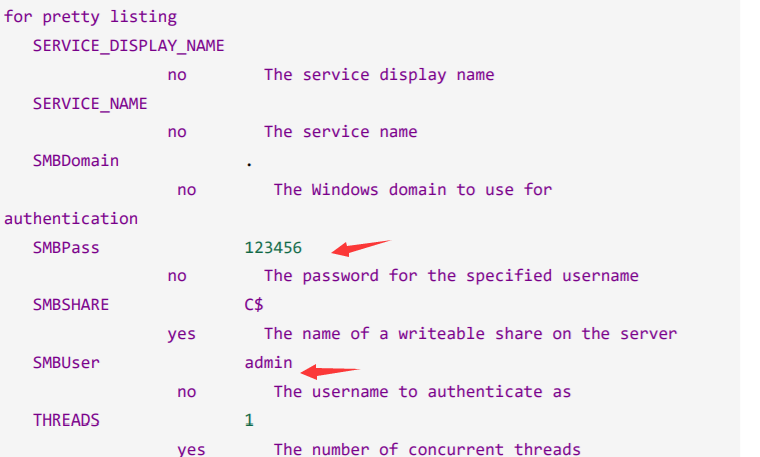 for pretty listing
SERVICE_DISPLAY_NAME
no The service display name
SERVICE_NAME
no The service name
SMBDomain .
no The Windows domain to use for
authentication
SMBPass 123456
no The password for the specified username
SMBSHARE C$
yes The name of a writeable share on the server
SMBUser admin
no The username to authenticate as
THREADS 1
yes The number of concurrent threads